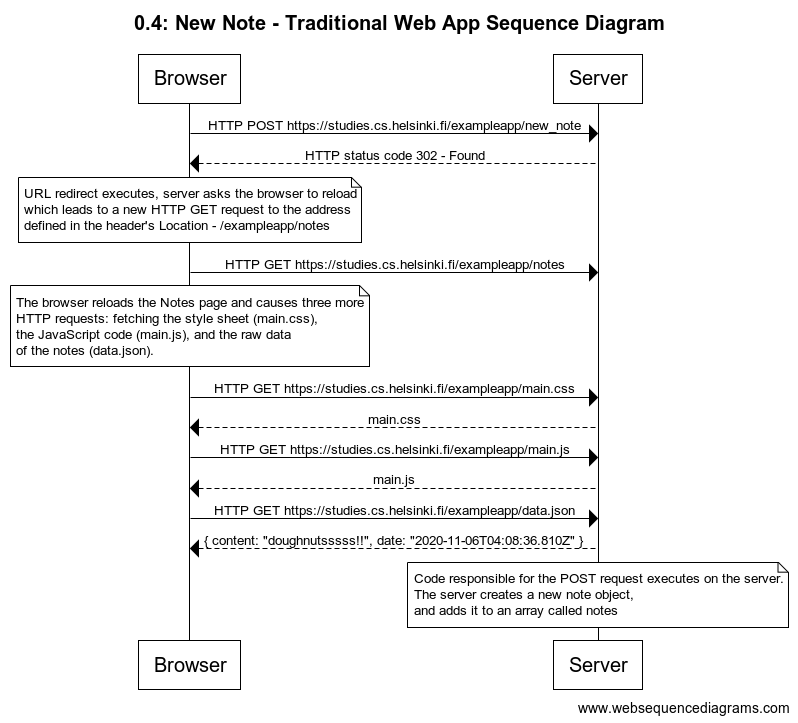 0.4: New Note - Traditional Web App Sequence Diagram
Browser
Server
HTTP POST https://studies.cs.helsinki.fi/exampleapp/new_note
HTTP status code 302 - Found
URL redirect executes, server asks the browser to reload
which leads to a new HTTP GET request to the address
defined in the header's Location - /exampleapp/notes
HTTP GET https://studies.cs.helsinki.fi/exampleapp/notes
The browser reloads the Notes page and causes three more
HTTP requests: fetching the style sheet (main.css),
the JavaScript code (main.js), and the raw data
of the notes (data.json).
HTTP GET https://studies.cs.helsinki.fi/exampleapp/main.css
main.css
HTTP GET https://studies.cs.helsinki.fi/exampleapp/main.js
main.js
HTTP GET https://studies.cs.helsinki.fi/exampleapp/data.json
{ content: "doughnutsssss!!", date: "2020-11-06T04:08:36.810Z" }
Code responsible for the POST request executes on the server.
The server creates a new note object,
and adds it to an array called notes
Browser
Server
www.websequencediagrams.com